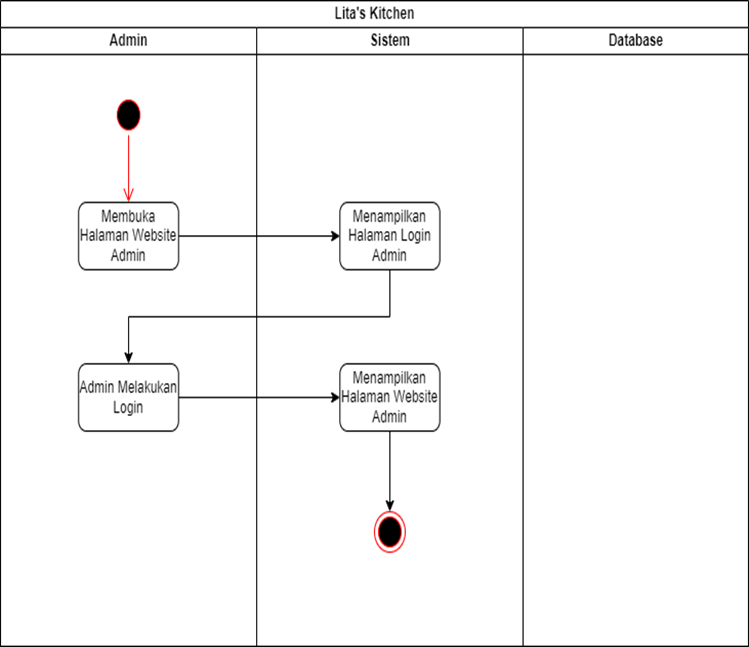 Lita's Kitchen
Admin
Sistem
Database
Membuka
Halaman Website
Admin
Menampilkan
Halaman Login
Admin
Admin Melakukan
Login
Menampilkan
Halaman Website
Admin